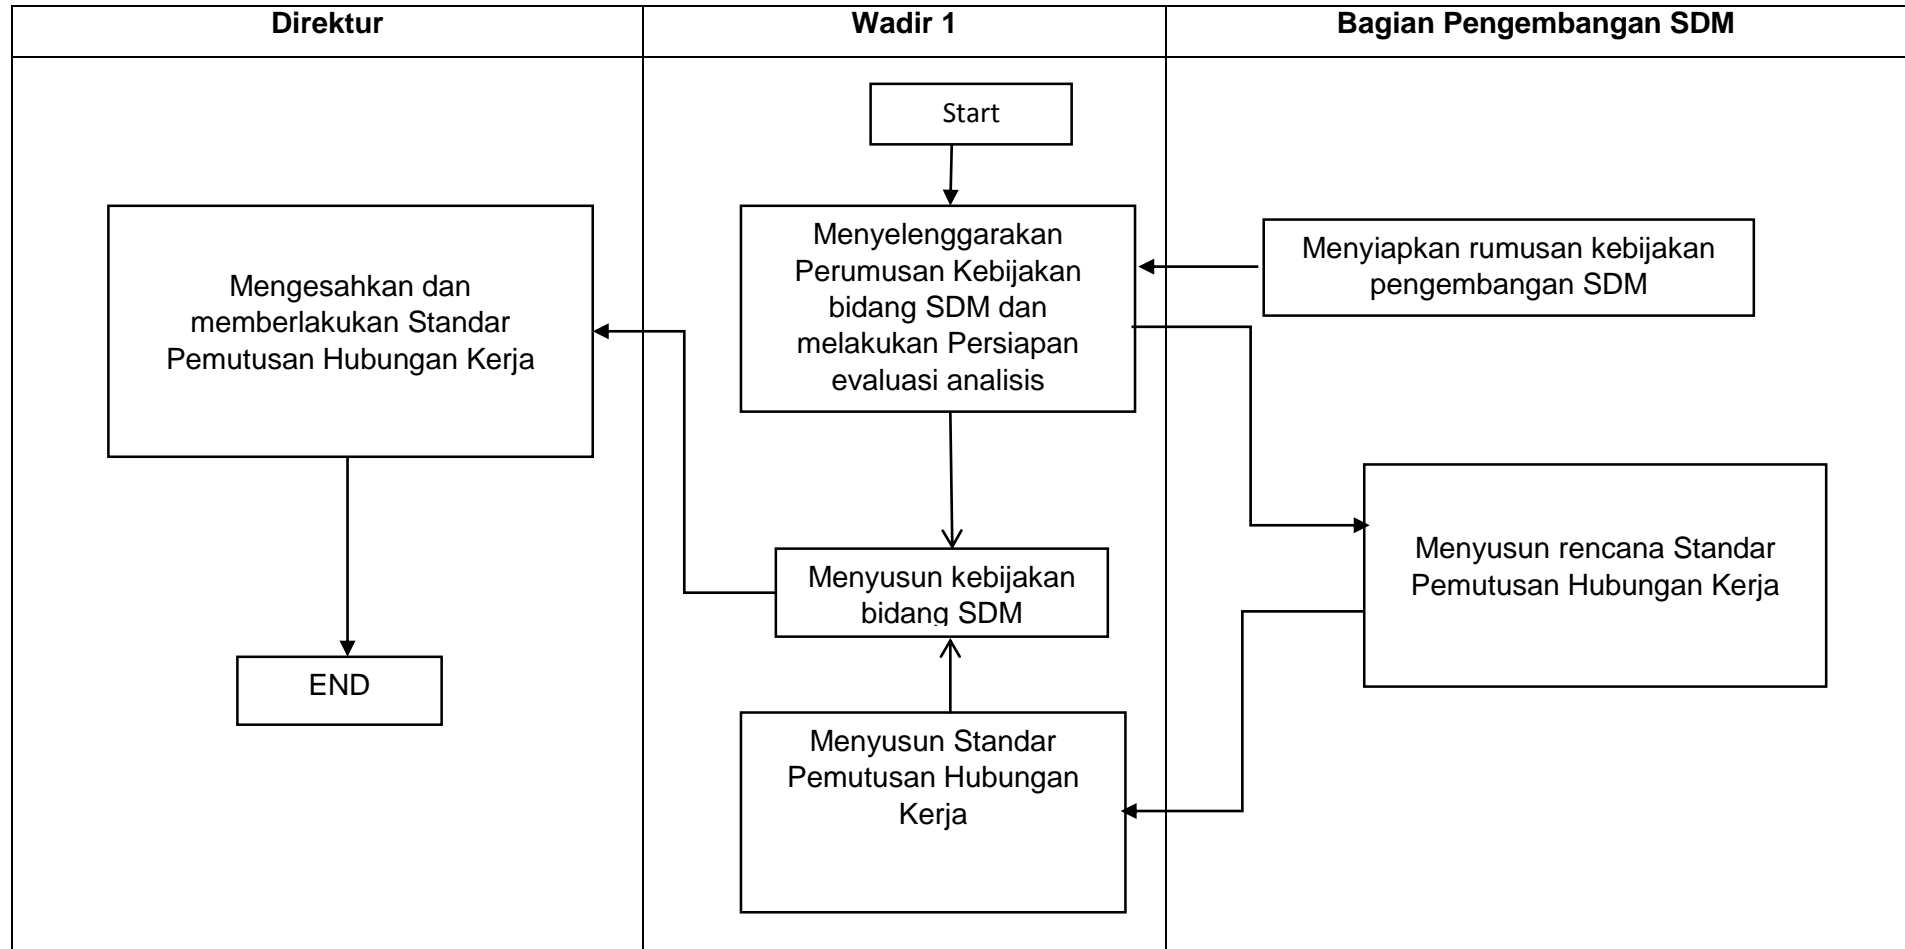 Direktur
Wadir 1
Bagian Pengembangan SDM
Start
Mengesahkan dan
memberlakukan Standar
Pemutusan Hubungan Kerja
Menyelenggarakan
Perumusan Kebijakan
bidang SDM dan
melakukan Persiapan
evaluasi analisis
Menyiapkan rumusan kebijakan
pengembangan SDM
Menyusun rencana Standar
Pemutusan Hubungan Kerja
Menyusun kebijakan
bidang SDM
END
Menyusun Standar
Pemutusan Hubungan
Kerja